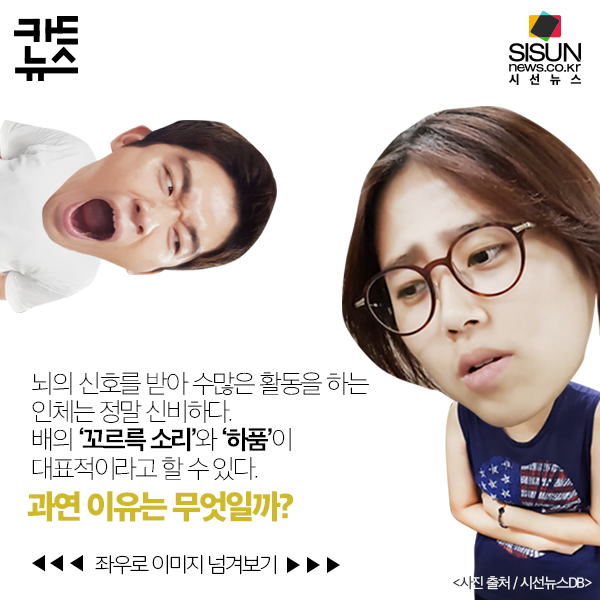 카드
뉴스
SISUN
news.co.kr
시선뉴스
뇌의 신호를 받아 수많은 활동을 하는
인체는 정말 신비하다.
배의 ‘꼬르륵 소리’와 ‘하품’이
대표적이라고 할 수 있다.
과연 이유는 무엇일까?
◀ ◀ ◀ 좌우로 이미지 넘겨보기 ▶ ▶ ▶
<사진 출처 / 시선뉴스DB>